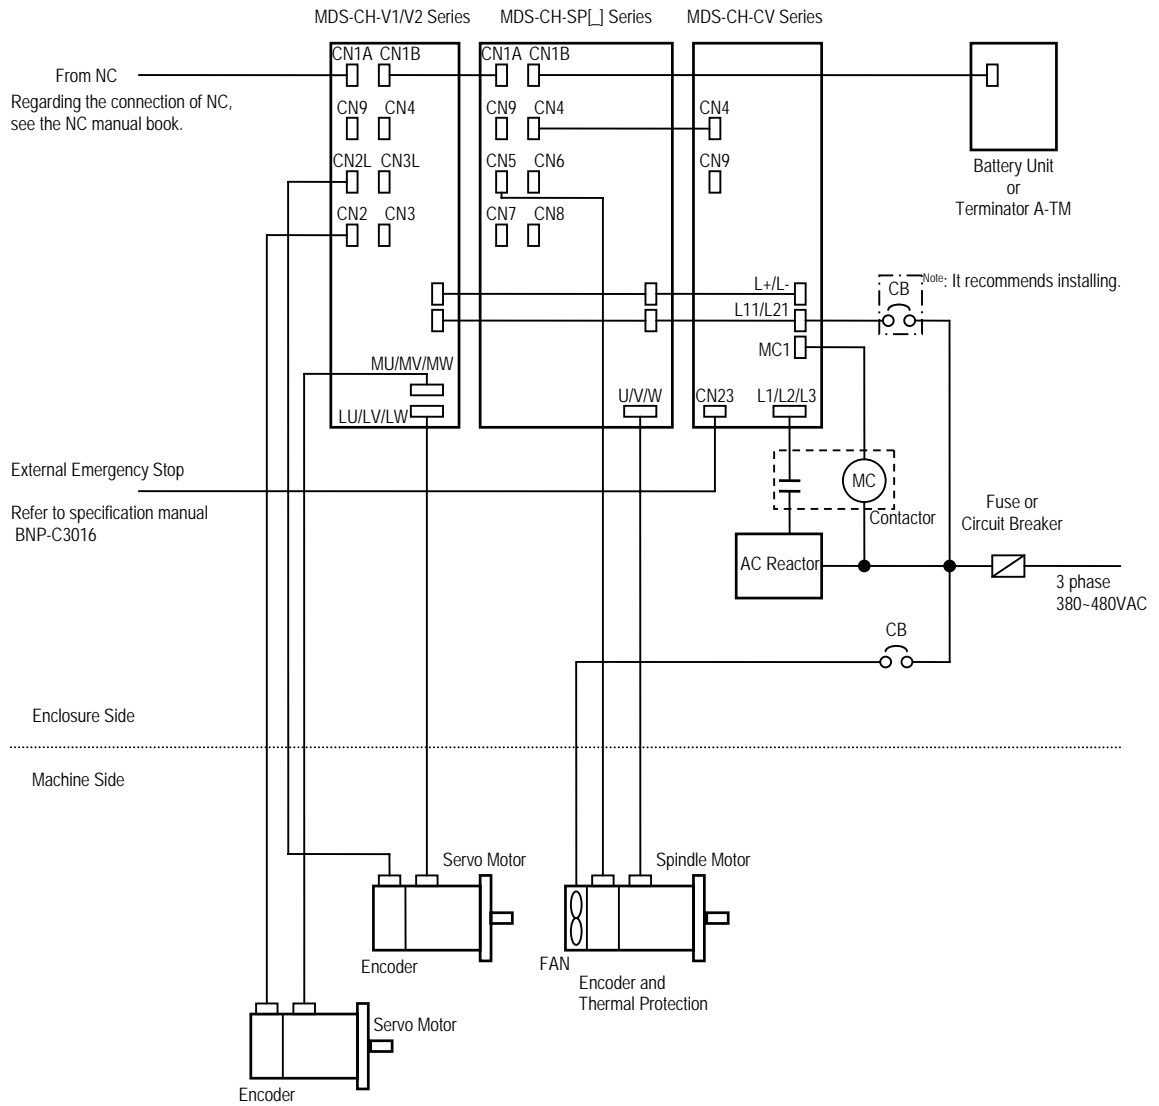 MDS-CH-V1/V2 Series
MDS-CH-SP[_] Series
MDS-CH-CV Series
CN1A CN1B
CN1A CN1B
From NC
Regarding the connection of NC,
see the NC manual book.
CN9 CN4
CN9 CN4
CN4
CN2L CN3L
CN5 CN6
CN9
CN2 CN3
CN7 CN8
Battery Unit
or
Terminator A-TM
L+/L-
L11/L21
MC1
CB
Note: It recommends installing.
MU/MV/MW
LU/LV/LW
U/V/W
CN23
L1/L2/L3
External Emergency Stop
Refer to specification manual
BNP-C3016
MC
Contactor
Fuse or
Circuit Breaker
AC Reactor
3 phase
380~480VAC
CB
Enclosure Side
Machine Side
Servo Motor
Spindle Motor
Encoder
FAN
Encoder and
Thermal Protection
Servo Motor
Encoder